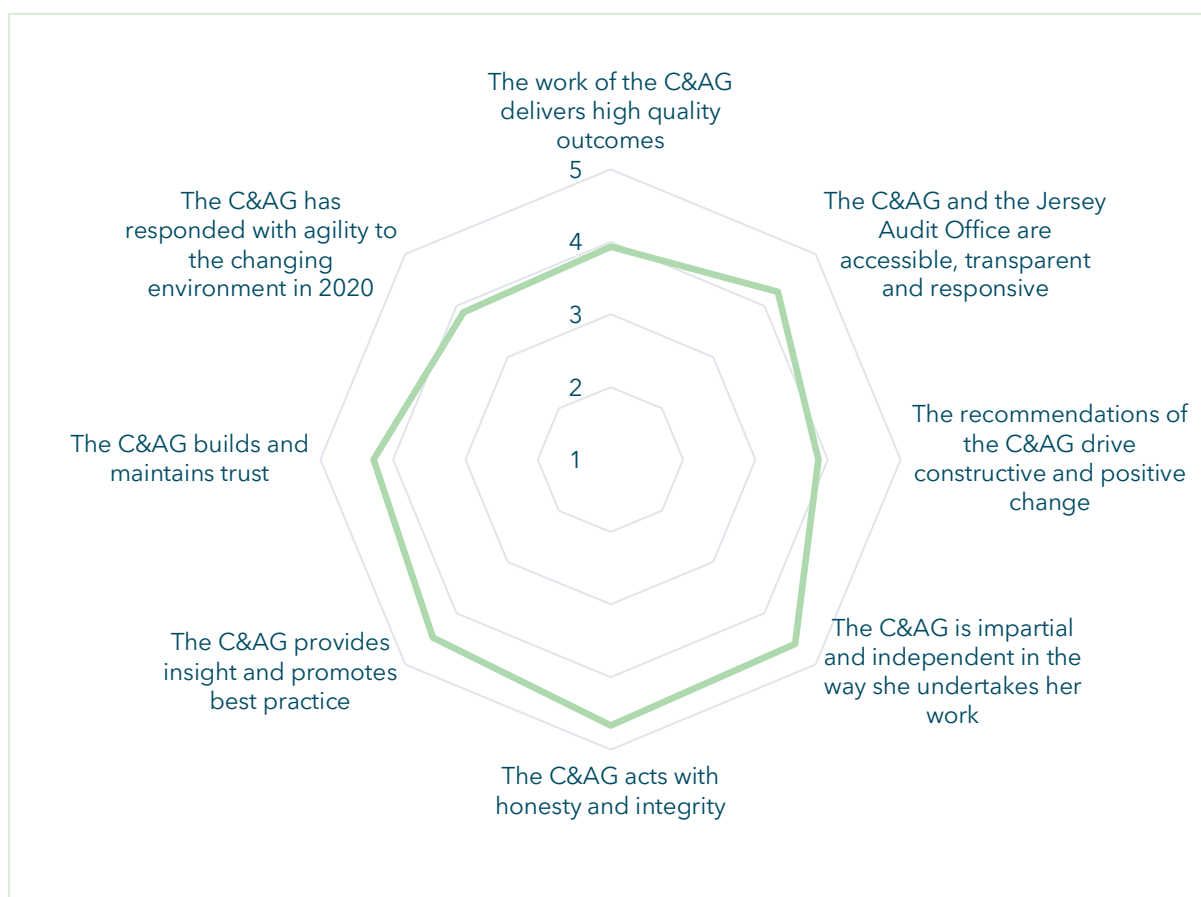 The work of the C&AG
delivers high quality
outcomes
The C&AG and the Jersey
Audit Office are
accessible, transparent
and responsive
The recommendations of
the C&AG drive
constructive and positive
change
The C&AG is impartial
and independent in the
way she undertakes her
work
The C&AG acts with
honesty and integrity
The C&AG provides
insight and promotes
best practice
The C&AG builds and
maintains trust
The C&AG has
responded with agility to
the changing
environment in 2020
5
4
3
2
1